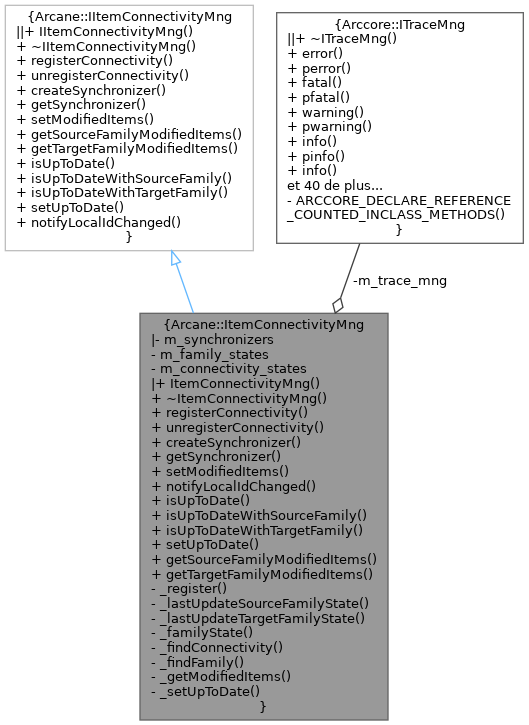 {Arcane::IItemConnectivityMng
||+ IItemConnectivityMng()
+ ~IItemConnectivityMng()
+ registerConnectivity()
+ unregisterConnectivity()
+ createSynchronizer()
+ getSynchronizer()
+ setModifiedItems()
+ getSourceFamilyModifiedItems()
+ getTargetFamilyModifiedItems()
+ isUpToDate()
+ isUpToDateWithSourceFamily()
+ isUpToDateWithTargetFamily()
+ setUpToDate()
+ notifyLocalIdChanged()
}
{Arccore::ITraceMng
||+ ~ITraceMng()
+ error()
+ perror()
+ fatal()
+ pfatal()
+ warning()
+ pwarning()
+ info()
+ pinfo()
+ info()
et 40 de plus...
- ARCCORE_DECLARE_REFERENCE
_COUNTED_INCLASS_METHODS()
}
-m_trace_mng
{Arcane::ItemConnectivityMng
|- m_synchronizers
- m_family_states
- m_connectivity_states
|+ ItemConnectivityMng()
+ ~ItemConnectivityMng()
+ registerConnectivity()
+ unregisterConnectivity()
+ createSynchronizer()
+ getSynchronizer()
+ setModifiedItems()
+ notifyLocalIdChanged()
+ isUpToDate()
+ isUpToDateWithSourceFamily()
+ isUpToDateWithTargetFamily()
+ setUpToDate()
+ getSourceFamilyModifiedItems()
+ getTargetFamilyModifiedItems()
- _register()
- _lastUpdateSourceFamilyState()
- _lastUpdateTargetFamilyState()
- _familyState()
- _findConnectivity()
- _findFamily()
- _getModifiedItems()
- _setUpToDate()
}